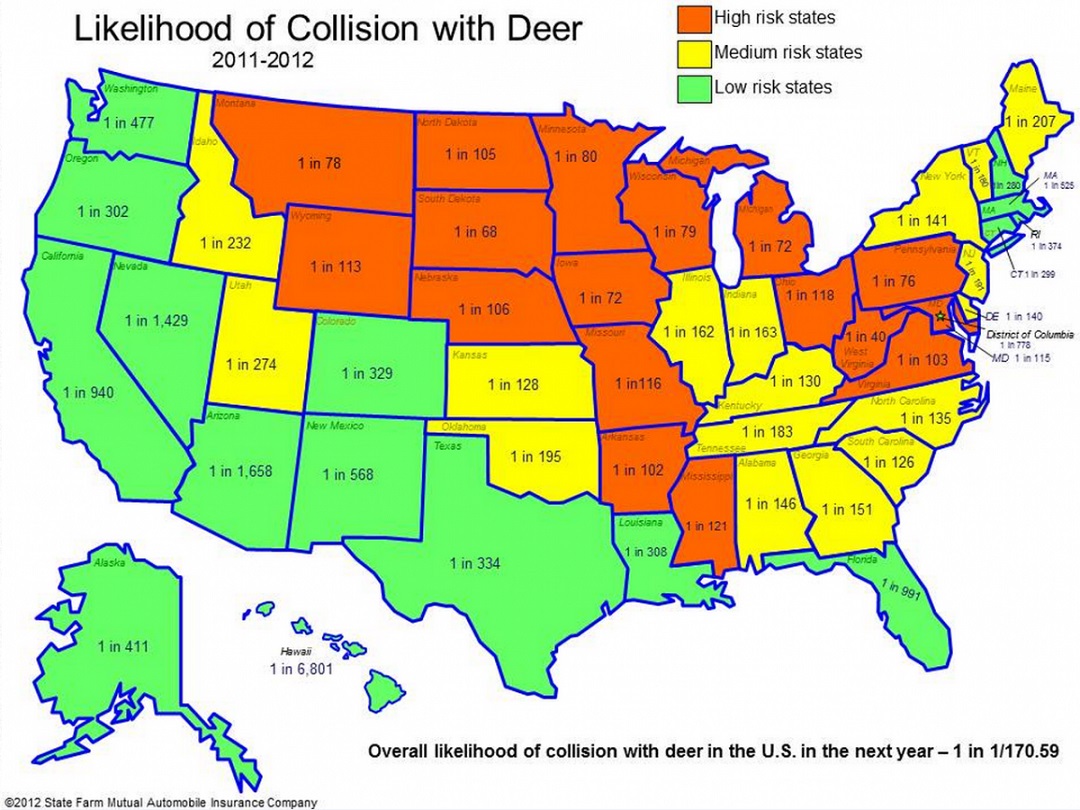 Likelihood of Collision with Deer
2011-2012
High risk states
Medium risk states
Low risk states
Washington
1 in 477
Oregon
1 in 302
California
1 in 940
Nevada
1 in 1,429
Idaho
1 in 232
Montana
1 in 78
Wyoming
1 in 113
Utah
1 in 274
Arizona
1 in 1,658
Colorado
1 in 329
New Mexico
1 in 568
North Dakota
1 in 105
South Dakota
1 in 68
Nebraska
1 in 106
Kansas
1 in 128
Oklahoma
1 in 195
Texas
1 in 334
Minnesota
1 in 80
Iowa
1 in 72
Missouri
1 in116
Arkansas
1 in 102
Louisiana
1 in 308
Wisconsin
1 in 79
Illinois
1 in 162
Michigan
Michigan
1 in 72
Indiana
1 in 163
Ohio
1 in 118
Kentucky
1 in 130
Tennessee
1 in 183
Mississippi
1 in 121
Alabama
1 in 146
Georgia
1 in 151
Florida
1 in 991
South Carolina
1 in 126
North Carolina
1 in 135
Virginia
1 in 103
West
Virginia
1 in 40
Pennsylvania
1 in 76
New York
1 in 141
VT
1 in 160
NH
1in 280
Maine
1 in 207
MA
MA
1 in 525
RI
1 in 374
CT
CT 1 in 299
NJ
1 in 191
MD
DE 1 in 140
District of Columbia
1 in 778
MD 1 in 115
Alaska
1 in 411
Hawaii
1 in 6,801
Overall likelihood of collision with deer in the U.S. in the next year – 1 in 1/170.59
©2012 State Farm Mutual Automobile Insurance Company